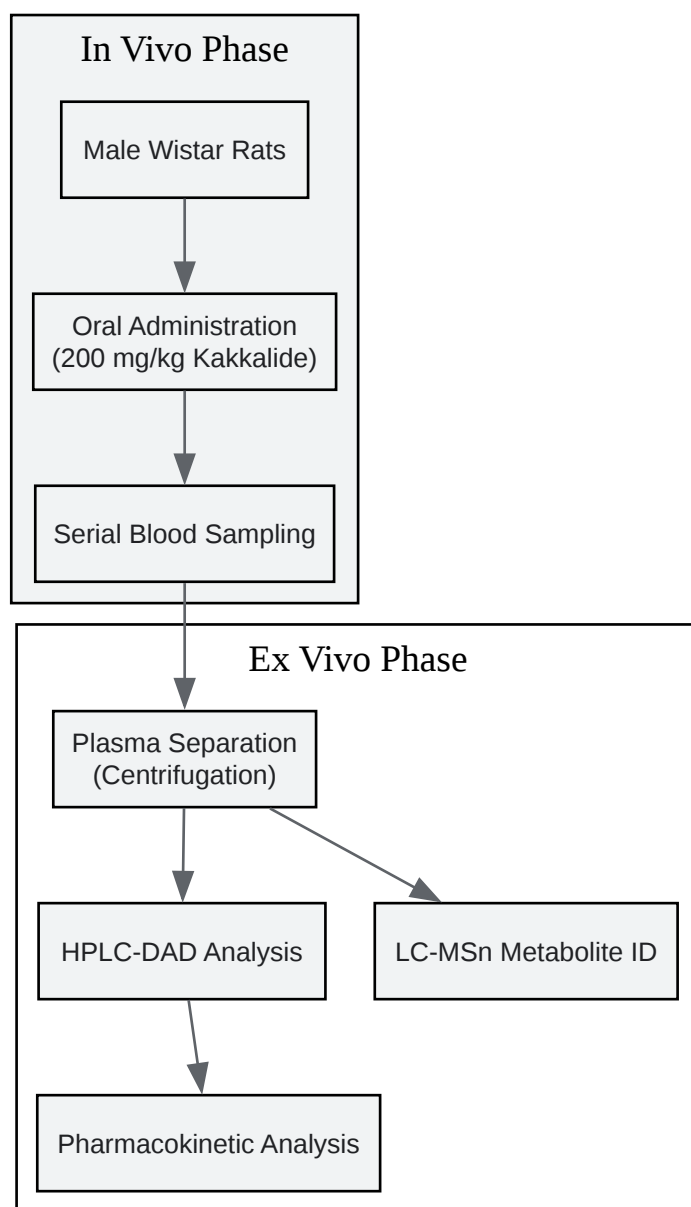 In Vivo Phase
Male Wistar Rats
Oral Administration
(200 mg/kg Kakkalide)
Serial Blood Sampling
Ex Vivo Phase
Plasma Separation
(Centrifugation)
HPLC-DAD Analysis
LC-MSn Metabolite ID
Pharmacokinetic Analysis